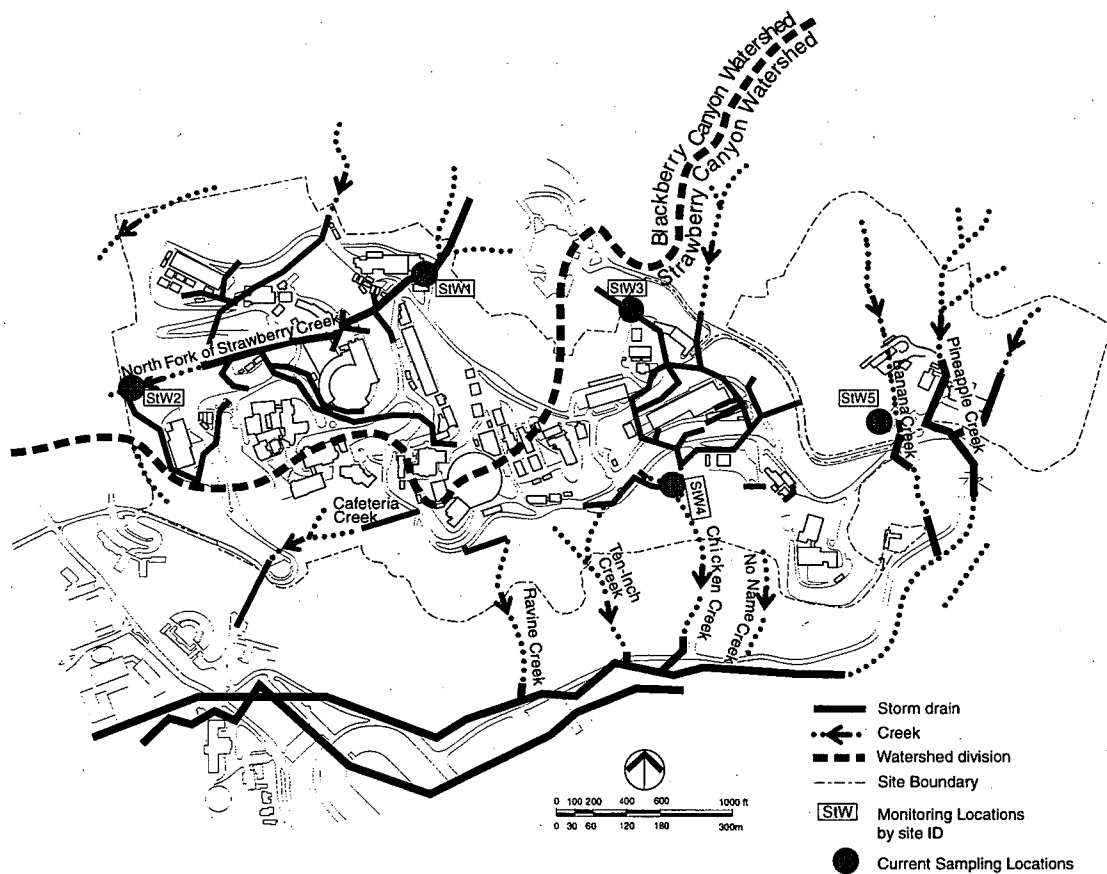 Blackberry Canyon Watershed
Strawberry Canyon Watershed
StW1
StW3
North Fork of Strawberry Creek
StW2
StW5
Banana Creek
Pineapple Creek
StW4
Cafeteria
Creek
Ten-Inch
Creek
Chicken Creek
No Name Creek
Ravine Creek
Storm drain
Creek
Watershed division
Site Boundary
StW
Monitoring Locations
by site ID
Current Sampling Locations
0 100 200 400 600 1000 ft
0 30 60 120 180 300m